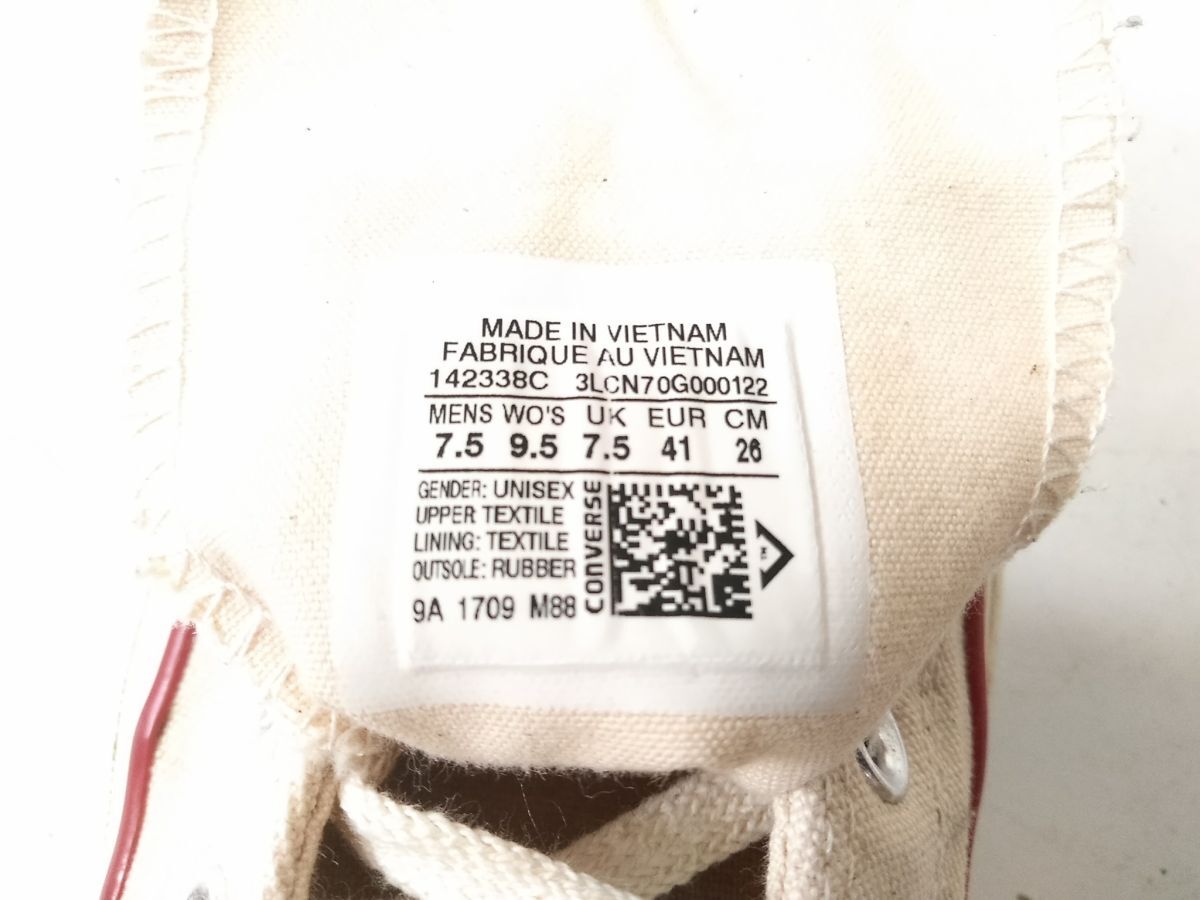 MADE IN VIETNAM
FABRIQUE AU VIETNAM
142338C 3LCN70G000122
MENS WO'S UK EUR CM
7.5 9.5 7.5 41 26
GENDER: UNISEX
UPPER TEXTILE
LINING: TEXTILE
OUTSOLE: RUBBER
9A 1709 M88
CONVERSE